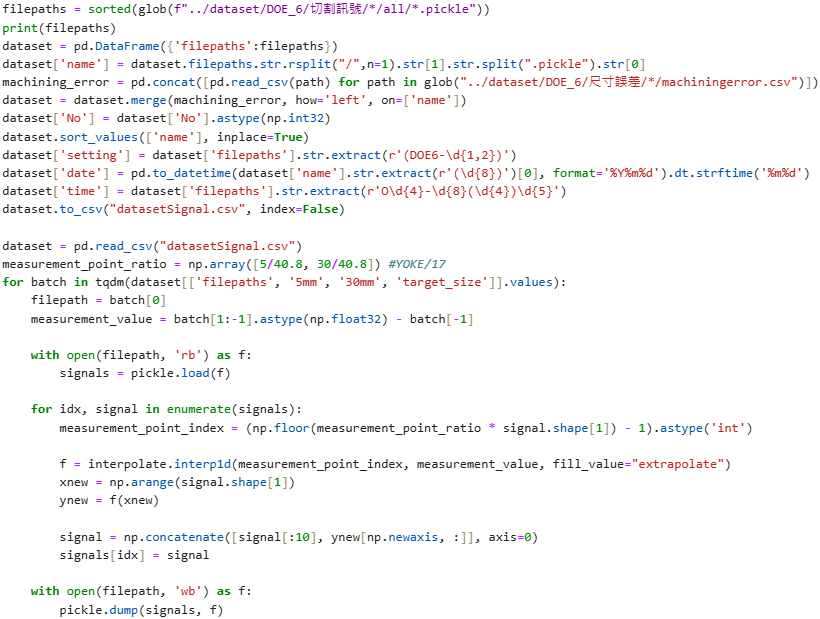 filepaths = sorted(glob(f"../dataset/DOE_6/切割訊號/*/all/*.pickle"))
print(filepaths)
dataset = pd.DataFrame({'filepaths':filepaths})
dataset['name'] = dataset.filepaths.str.rsplit("/",n=1).str[1].str.split(".pickle").str[0]
machining_error = pd.concat([pd.read_csv(path) for path in glob("../dataset/DOE_6/尺寸誤差/*/machiningerror.csv")])
dataset = dataset.merge(machining_error, how='left', on=['name'])
dataset['No'] = dataset['No'].astype(np.int32)
dataset.sort_values(['name'], inplace=True)
dataset['setting'] = dataset['filepaths'].str.extract(r'(DOE6-\d{1,2})')
dataset['date'] = pd.to_datetime(dataset['name'].str.extract(r'(\d{8})')[0], format='%Y%m%d').dt.strftime('%m%d')
dataset['time'] = dataset['filepaths'].str.extract(r'O\d{4}-\d{8}(\d{4})\d{5}')
dataset.to_csv("datasetSignal.csv", index=False)

dataset = pd.read_csv("datasetSignal.csv")
measurement_point_ratio = np.array([5/40.8, 30/40.8]) #YOKE/17
for batch in tqdm(dataset[['filepaths', '5mm', '30mm', 'target_size']].values):
    filepath = batch[0]
    measurement_value = batch[1:-1].astype(np.float32) - batch[-1]

    with open(filepath, 'rb') as f:
        signals = pickle.load(f)

    for idx, signal in enumerate(signals):
        measurement_point_index = (np.floor(measurement_point_ratio * signal.shape[1]) - 1).astype('int')

        f = interpolate.interp1d(measurement_point_index, measurement_value, fill_value="extrapolate")
        xnew = np.arange(signal.shape[1])
        ynew = f(xnew)

        signal = np.concatenate([signal[:10], ynew[np.newaxis, :]], axis=0)
        signals[idx] = signal

    with open(filepath, 'wb') as f:
        pickle.dump(signals, f)